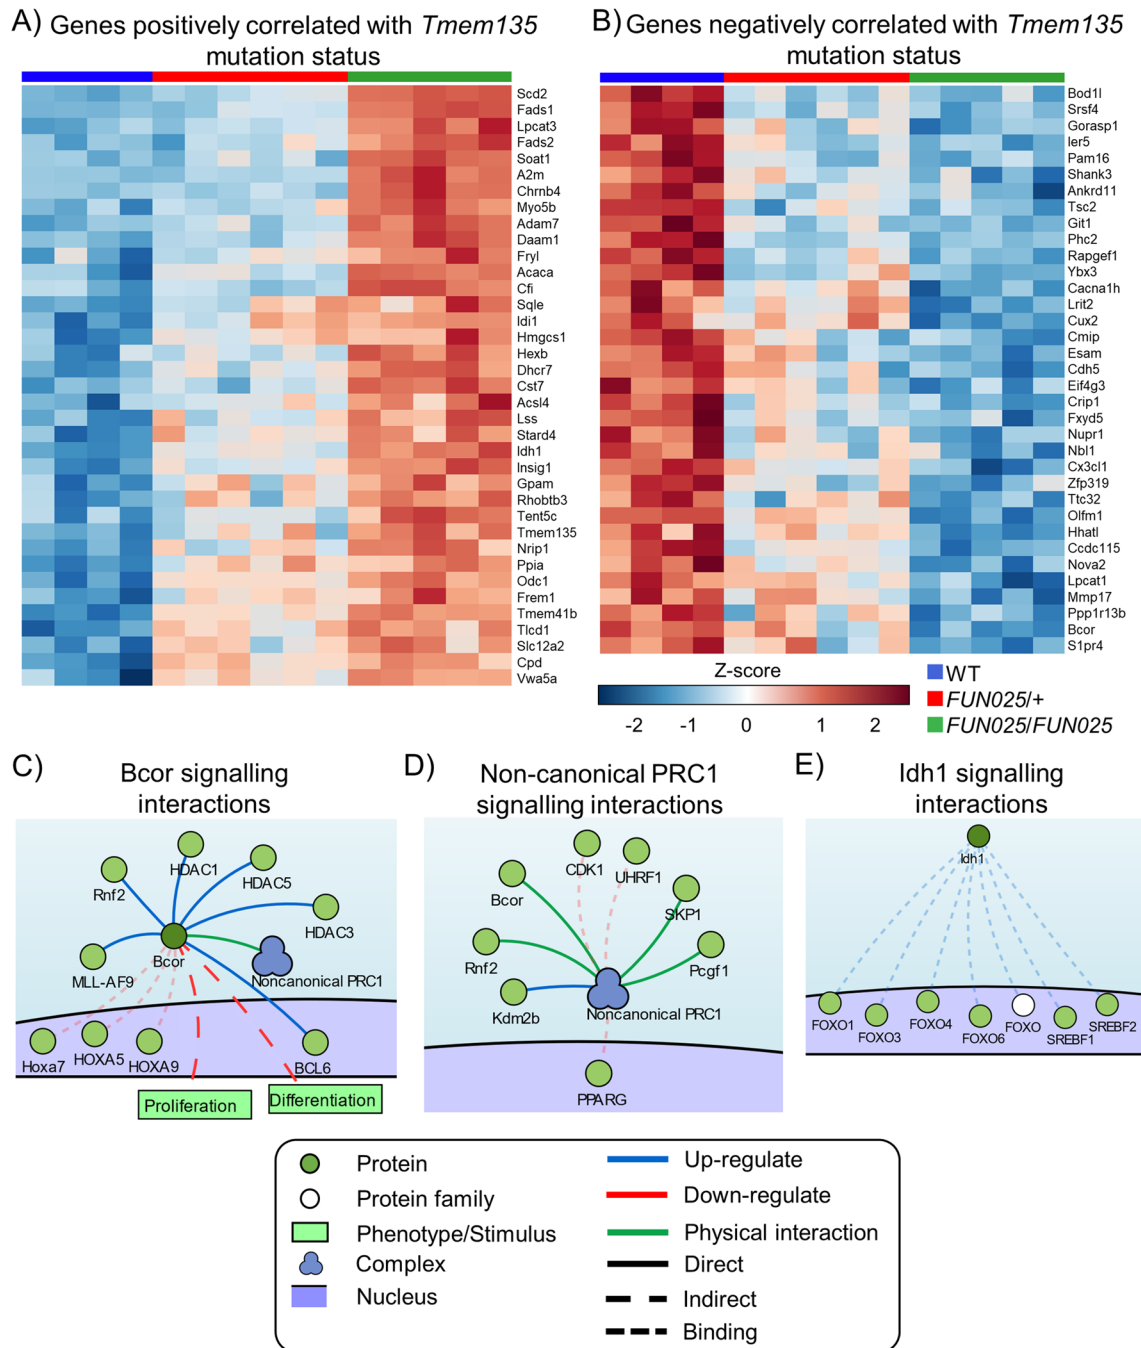 A) Genes positively correlated with Tmem135
mutation status
Scd2
Fads1
Lpcat3
Fads2
Soat1
A2m
Chrnb4
Myo5b
Adam7
Daam1
Fryl
Acaca
Cfi
Sqle
Idi1
Hmgcs1
Hexb
Dhcr7
Cst7
Acsl4
Lss
Stard4
Idh1
Insig1
Gpam
Rhobtb3
Tent5c
Tmem135
Nrip1
Ppia
Odc1
Frem1
Tmem41b
Tlcd1
Slc12a2
Cpd
Vwa5a
B) Genes negatively correlated with Tmem135
mutation status
Bod1l
Srsf4
Gorasp1
Ier5
Pam16
Shank3
Ankrd11
Tsc2
Git1
Phc2
Rapgef1
Ybx3
Cacna1h
Lrit2
Cux2
Cmip
Esam
Cdh5
Eif4g3
Crip1
Fxyd5
Nupr1
Nbl1
Cx3cl1
Zfp319
Ttc32
Olfm1
Hhatl
Ccdc115
Nova2
Lpcat1
Mmp17
Ppp1r13b
Bcor
S1pr4
Z-score
-2 -1 0 1 2
WT
FUN025/+
FUN025/FUN025
C) Bcor signalling
interactions
HDAC1
HDAC5
Rnf2
HDAC3
Bcor
MLL-AF9
Noncanonical PRC1
Hoxa7
HOXA5
HOXA9
BCL6
Proliferation
Differentiation
D) Non-canonical PRC1
signalling interactions
CDK1
UHRF1
Bcor
SKP1
Rnf2
Pcgf1
Kdm2b
Noncanonical PRC1
PPARG
E) Idh1 signalling
interactions
Idh1
FOXO1
FOXO3
FOXO4
FOXO6
FOXO
SREBF1
SREBF2
Protein
Protein family
Phenotype/Stimulus
Complex
Nucleus
Up-regulate
Down-regulate
Physical interaction
Direct
Indirect
Binding